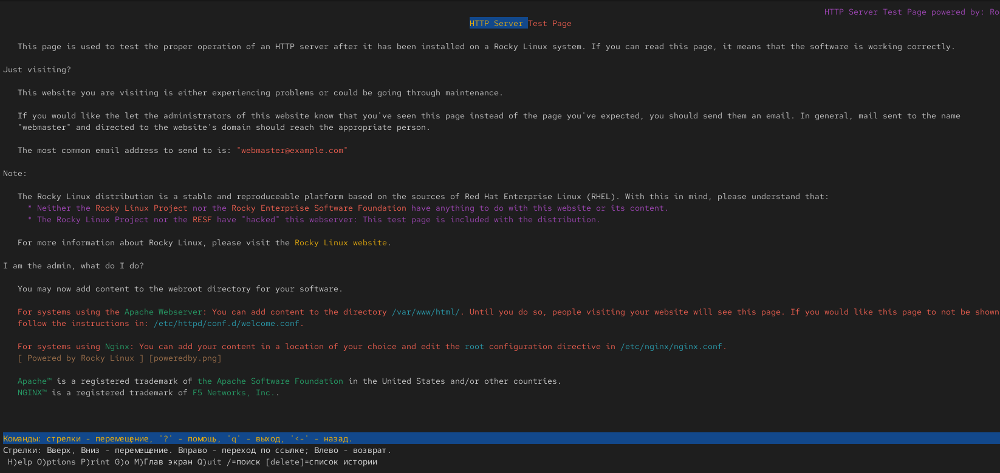 HTTP Server Test Page powered by: Ro
HTTP Server Test Page
This page is used to test the proper operation of an HTTP server after it has been installed on a Rocky Linux system. If you can read this page, it means that the software is working correctly.
Just visiting?
This website you are visiting is either experiencing problems or could be going through maintenance.
If you would like the let the administrators of this website know that you've seen this page instead of the page you've expected, you should send them an email. In general, mail sent to the name
"webmaster" and directed to the website's domain should reach the appropriate person.
The most common email address to send to is: "webmaster@example.com"
Note:
The Rocky Linux distribution is a stable and reproduceable platform based on the sources of Red Hat Enterprise Linux (RHEL). With this in mind, please understand that:
* Neither the Rocky Linux Project nor the Rocky Enterprise Software Foundation have anything to do with this website or its content.
* The Rocky Linux Project nor the RESF have "hacked" this webserver: This test page is included with the distribution.
For more information about Rocky Linux, please visit the Rocky Linux website.
I am the admin, what do I do?
You may now add content to the webroot directory for your software.
For systems using the Apache Webserver: You can add content to the directory /var/www/html/. Until you do so, people visiting your website will see this page. If you would like this page to not be shown
follow the instructions in: /etc/httpd/conf.d/welcome.conf.
For systems using Nginx: You can add your content in a location of your choice and edit the root configuration directive in /etc/nginx/nginx.conf.
[ Powered by Rocky Linux ] [poweredby.png]
Apache™ is a registered trademark of the Apache Software Foundation in the United States and/or other countries.
NGINX™ is a registered trademark of F5 Networks, Inc..
Команды: стрелки - перемещение, '?' - помощь, 'q' - выход, '<-' - назад.
Стрелки: Вверх, Вниз - перемещение. Вправо - переход по ссылке; Влево - возврат.
H)elp O)ptions P)rint G)o M)Глав экран Q)uit /=поиск [delete]=список истории